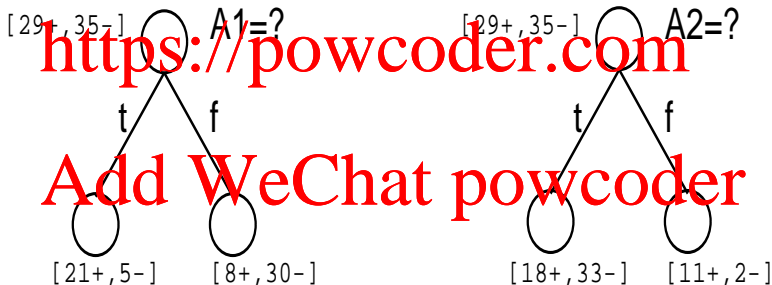 [29+,35-] A1=? [29+,35-] A2=?
https://powcoder.com
t f t f
Add WeChat powcoder
[21+,5-] [8+,30-] [18+,33-] [11+,2-]